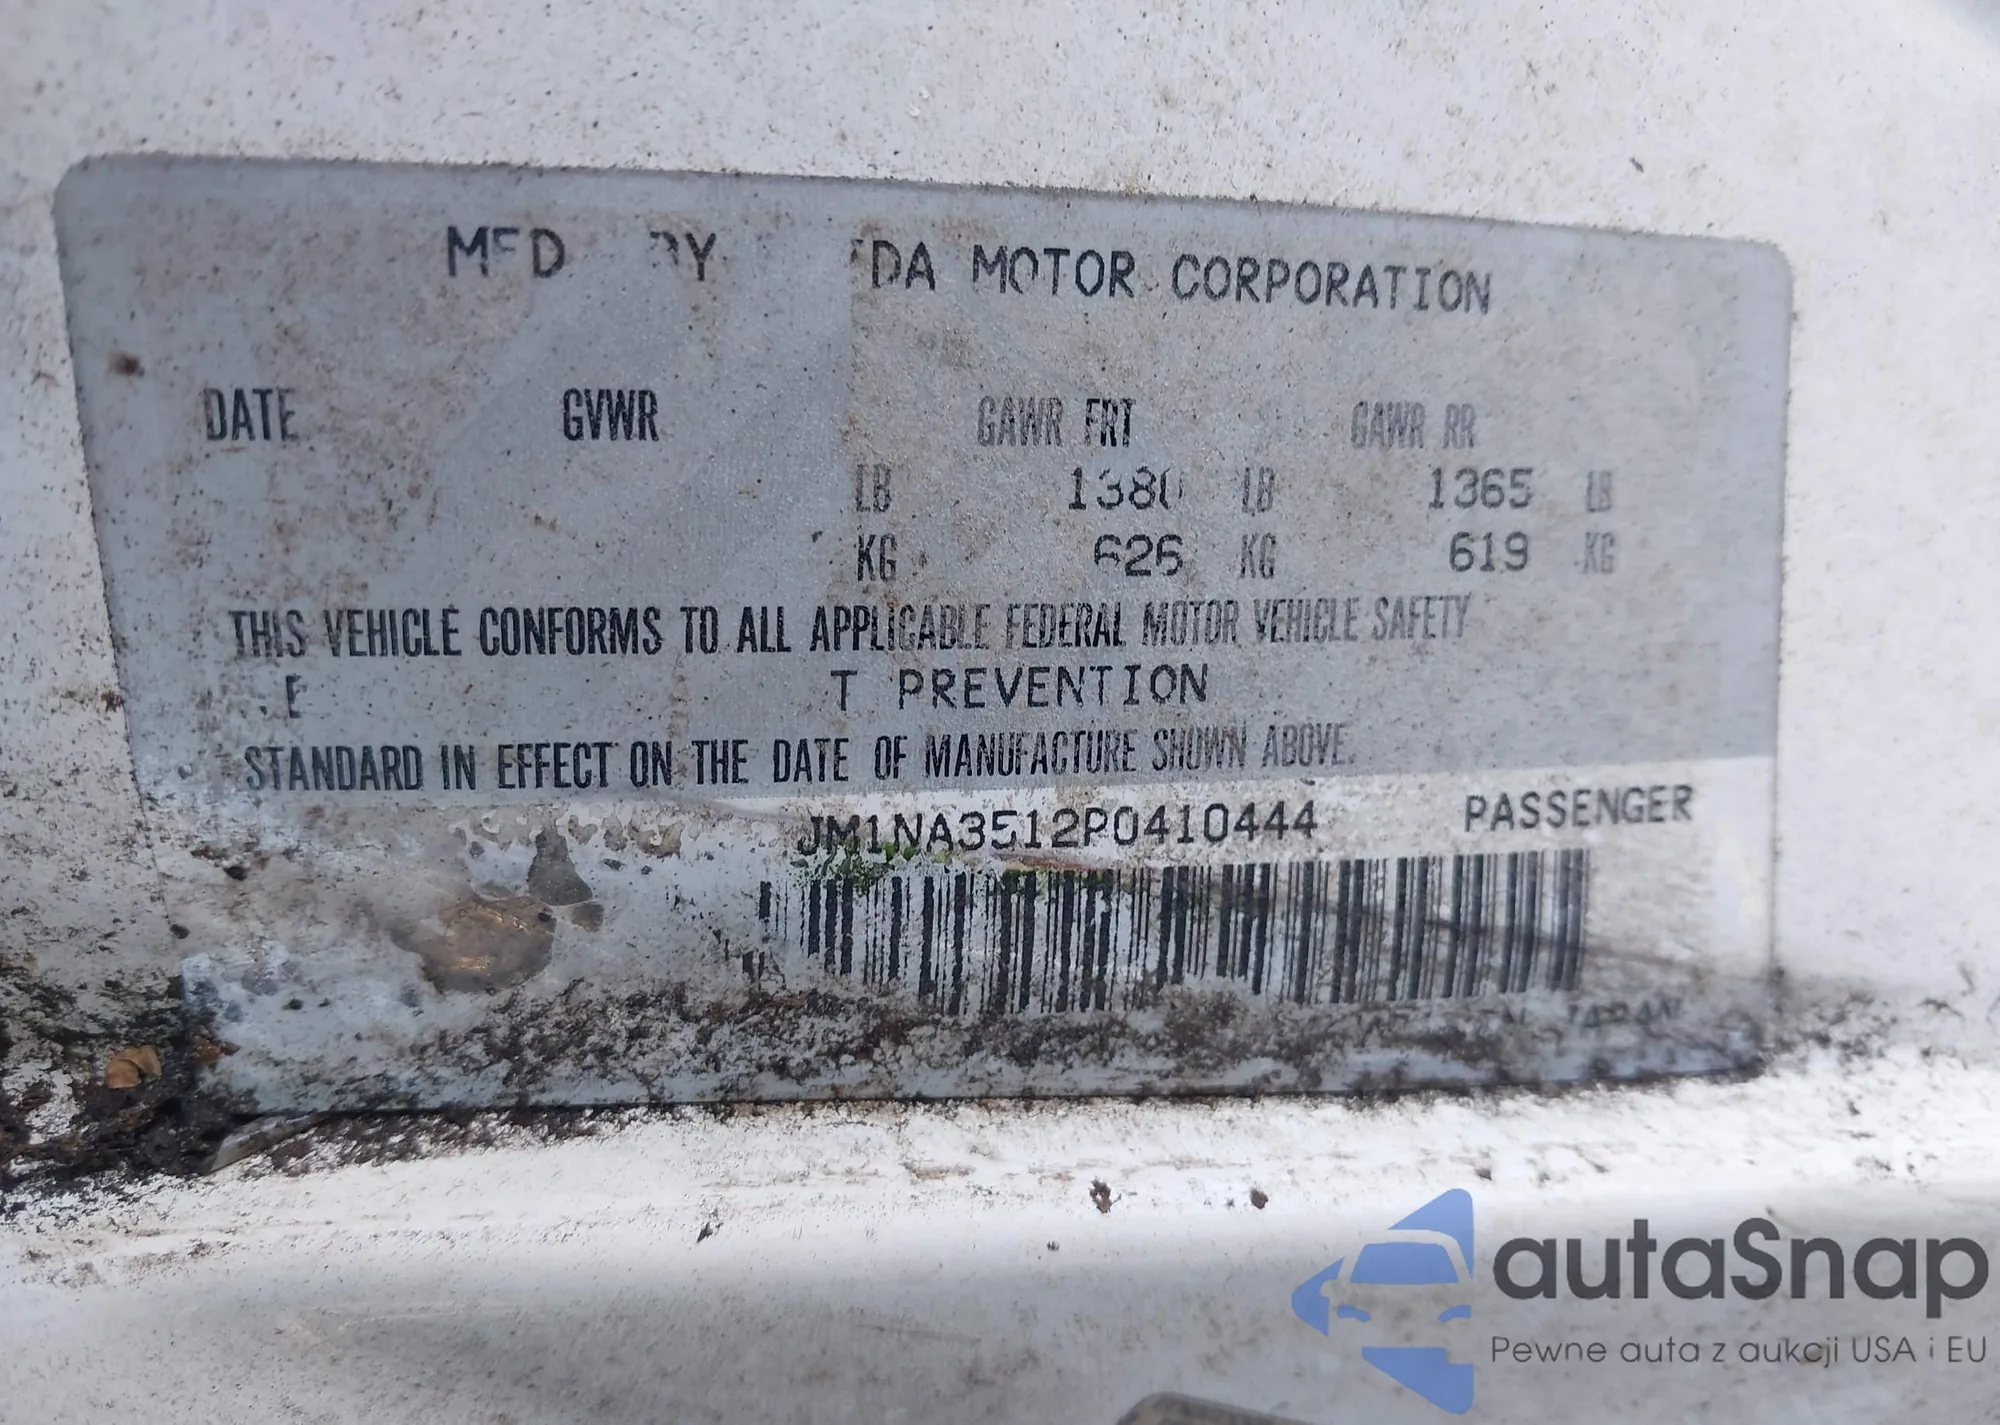 MFD BY DA MOTOR CORPORATION
DATE GVWR GAWR FRT GAWR RR
LB 1380 LB 1365 LB
KG 626 KG 619 KG
THIS VEHICLE CONFORMS TO ALL APPLICABLE FEDERAL MOTOR VEHICLE SAFETY
T PREVENTION
STANDARD IN EFFECT ON THE DATE OF MANUFACTURE SHOWN ABOVE.
JM1NA3512P0410444 PASSENGER
JAPAN
autaSnap
Pewne auta z aukcji USA i EU